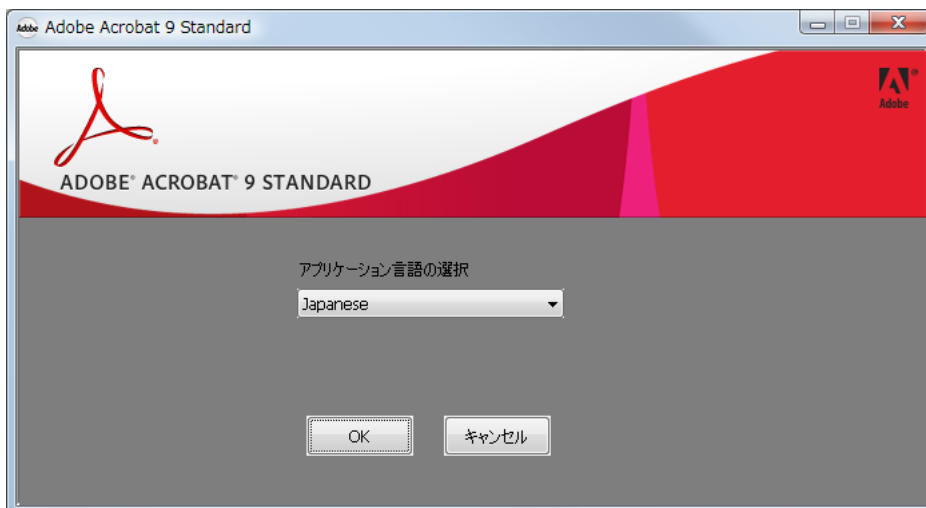 Adobe Adobe Acrobat 9 Standard
Adobe
ADOBE® ACROBAT® 9 STANDARD
アプリケーション言語の選択
Japanese
OK キャンセル